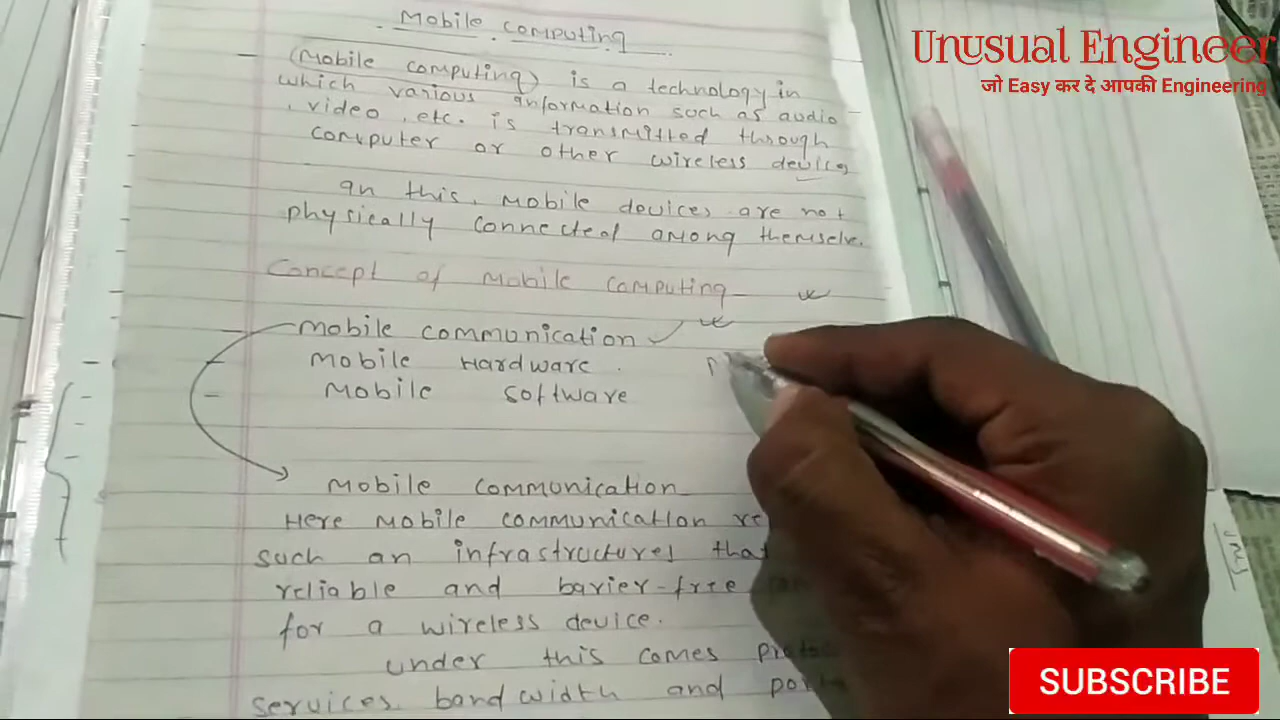 Mobile computing
Unusual Engineer
जो Easy कर दे आपकी Engineering
(Mobile computing) is a technology in
which various information such as audio
, video, etc. is transmitted through
computer or other wireless devices
In this, mobile devices are not
physically connected among themselve.
Concept of Mobile computing
- Mobile communication
- Mobile Hardware.
- Mobile software
Mobile communication
Here mobile communication re
such an infrastructures that
reliable and barier-free
for a wireless device.
under this comes
services, bandwidth and
SUBSCRIBE